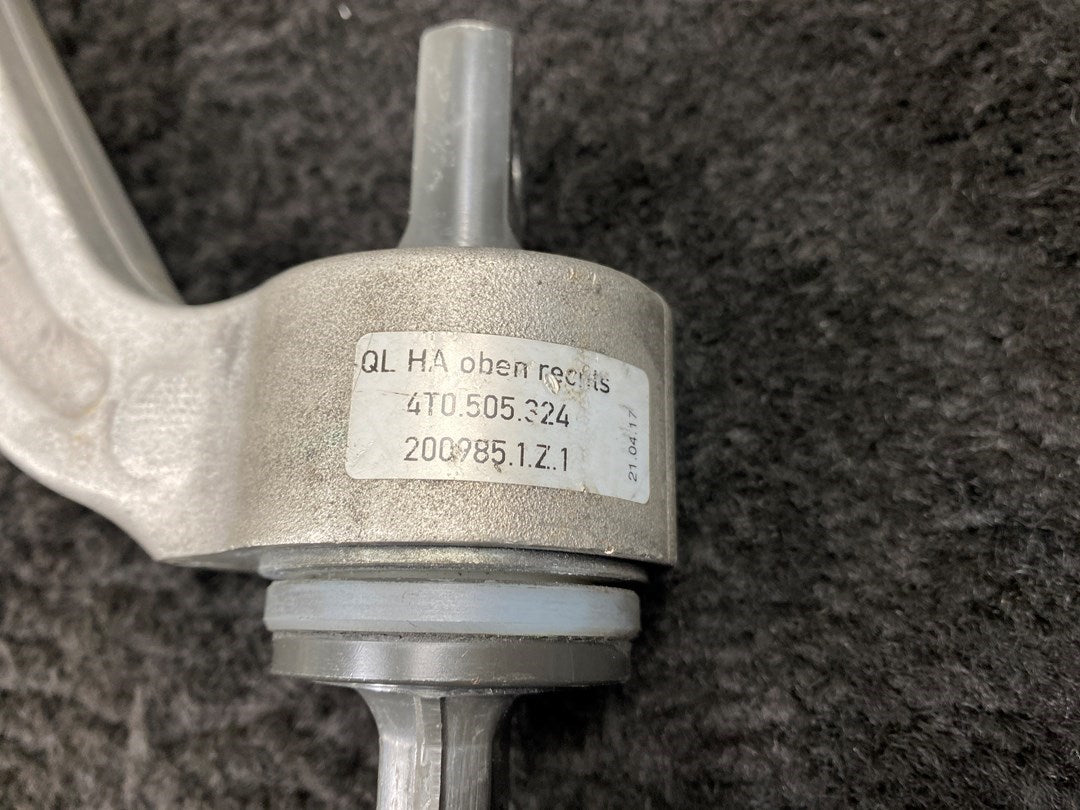 QL HA oben rechts
4T0.505.324
200985.1.Z.1
21.04.17